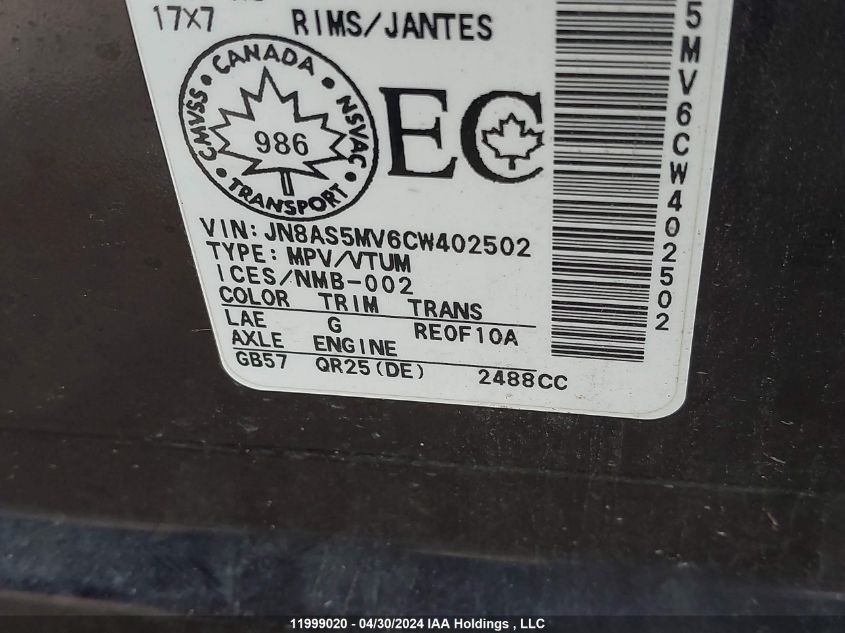 17X7 RIMS/JANTES
CANADA
CMVSS
NSVAC
986
TRANSPORT
EC
VIN: JN8AS5MV6CW402502
TYPE: MPV/VTUM
ICES/NMB-002
COLOR TRIM TRANS
LAE G RE0F10A
AXLE ENGINE
GB57 QR25(DE) 2488CC
5MV6CW402502
11999020 - 04/30/2024 IAA Holdings , LLC